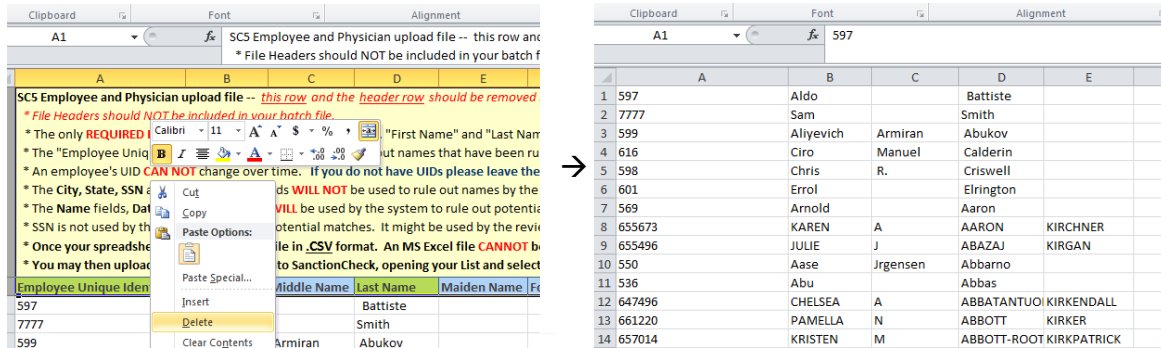 Clipboard Font Alignment
A1 fx SC5 Employee and Physician upload file -- this row and
* File Headers should NOT be included in your batch f
A B C D E
SC5 Employee and Physician upload file -- this row and the header row should be removed
* File Headers should NOT be included in your batch file.
* The only REQUIRED "First Name" and "Last Nam
* The "Employee Uniq out names that have been ru
* An employee's UID CAN NOT change over time. If you do not have UIDs please leave the
* The City, State, SSN a ds WILL NOT be used to rule out names by the
* The Name fields, Dat WILL be used by the system to rule out potentia
* SSN is not used by th otential matches. It might be used by the revie
* Once your spreadshe ile in .CSV format. An MS Excel file CANNOT be
* You may then upload to SanctionCheck, opening your List and select
Calibri 11 A A $ % ,
B I A .00 .0
Cut
Copy
Paste Options:
Paste Special...
Insert
Delete
Clear Contents
Employee Unique Iden Middle Name Last Name Maiden Name Fo
597 Battiste
7777 Smith
599 Armiran Abukov
→
Clipboard Font Alignment
A1 fx 597
A B C D E
1 597 Aldo Battiste
2 7777 Sam Smith
3 599 Aliyevich Armiran Abukov
4 616 Ciro Manuel Calderin
5 598 Chris R. Criswell
6 601 Errol Elrington
7 569 Arnold Aaron
8 655673 KAREN A AARON KIRCHNER
9 655496 JULIE J ABAZAJ KIRGAN
10 550 Aase Jrgensen Abbarno
11 536 Abu Abbas
12 647496 CHELSEA A ABBATANTUO KIRKENDALL
13 661220 PAMELLA N ABBOTT KIRKER
14 657014 KRISTEN M ABBOTT-ROOT KIRKPATRICK